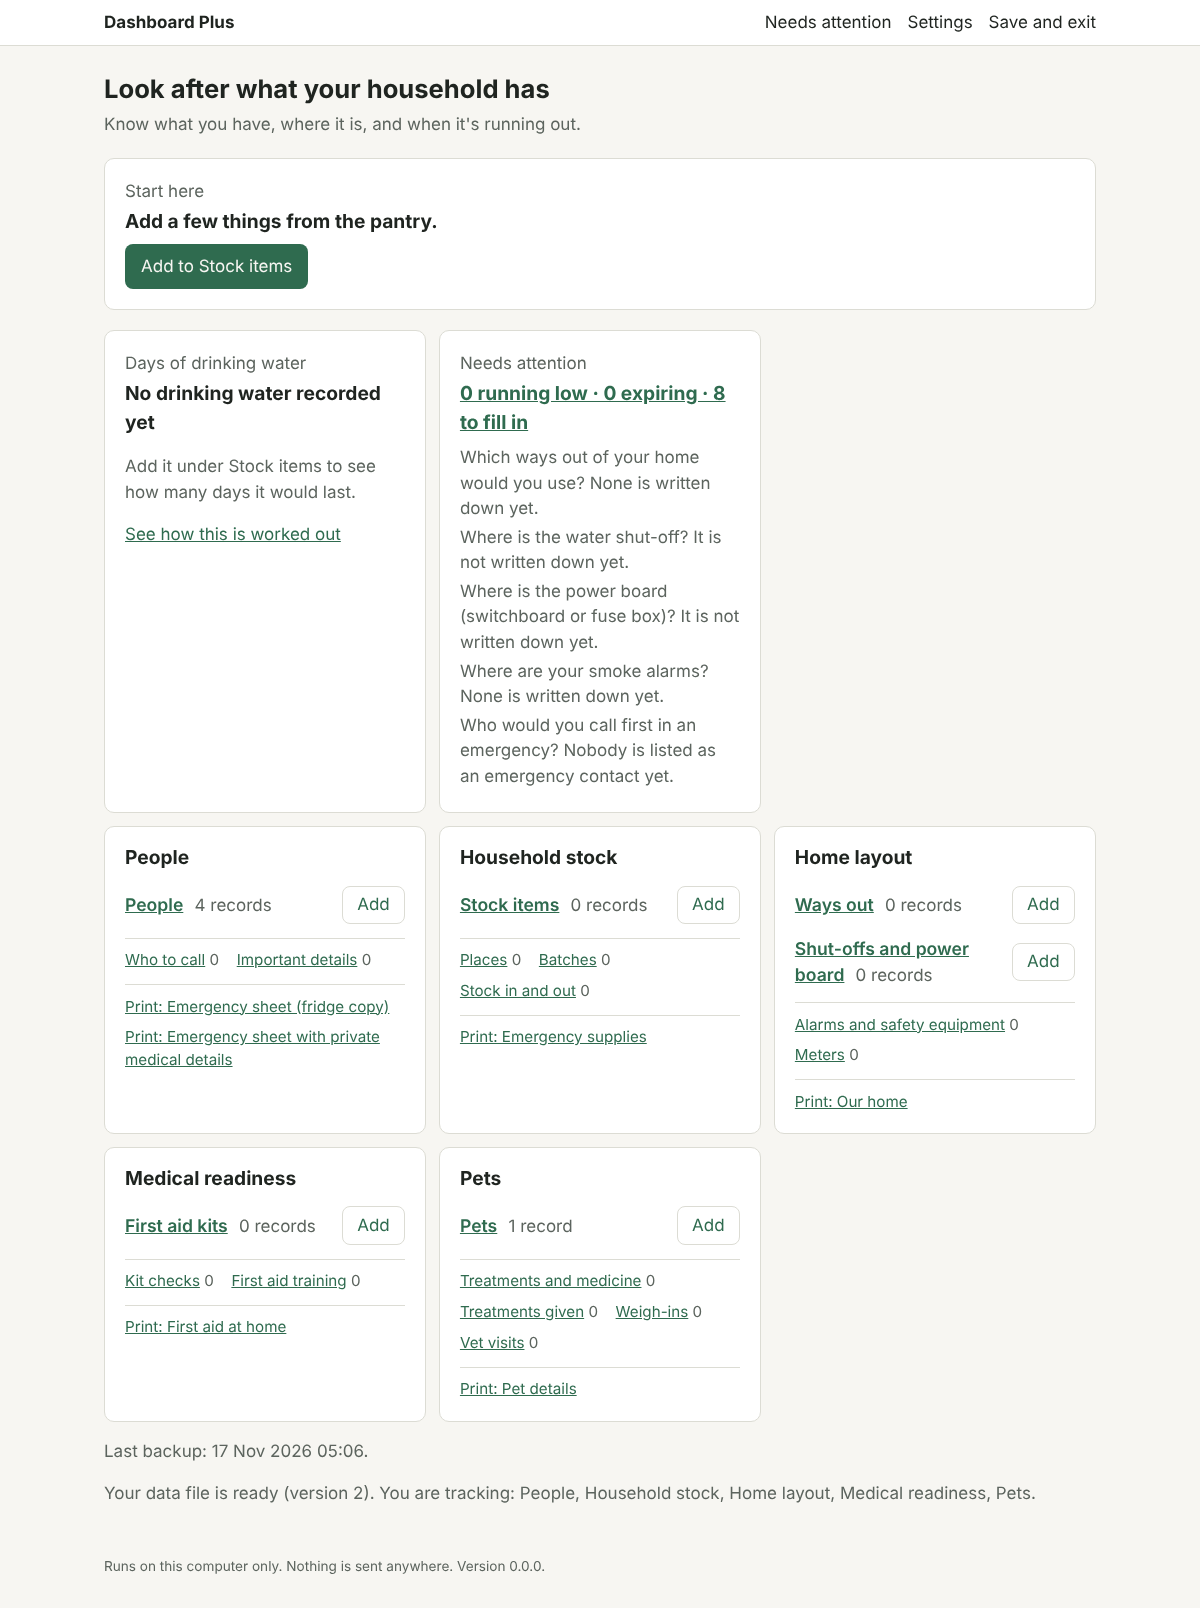 Dashboard Plus
Needs attention Settings Save and exit
Look after what your household has
Know what you have, where it is, and when it's running out.
Start here
Add a few things from the pantry.
Add to Stock items
Days of drinking water
No drinking water recorded
yet
Add it under Stock items to see
how many days it would last.
See how this is worked out
Needs attention
0 running low · 0 expiring · 8
to fill in
Which ways out of your home
would you use? None is written
down yet.
Where is the water shut-off? It is
not written down yet.
Where is the power board
(switchboard or fuse box)? It is not
written down yet.
Where are your smoke alarms?
None is written down yet.
Who would you call first in an
emergency? Nobody is listed as
an emergency contact yet.
People
People 4 records Add
Who to call 0 Important details 0
Print: Emergency sheet (fridge copy)
Print: Emergency sheet with private
medical details
Household stock
Stock items 0 records Add
Places 0 Batches 0
Stock in and out 0
Print: Emergency supplies
Home layout
Ways out 0 records Add
Shut-offs and power
board 0 records Add
Alarms and safety equipment 0
Meters 0
Print: Our home
Medical readiness
First aid kits 0 records Add
Kit checks 0 First aid training 0
Print: First aid at home
Pets
Pets 1 record Add
Treatments and medicine 0
Treatments given 0 Weigh-ins 0
Vet visits 0
Print: Pet details
Last backup: 17 Nov 2026 05:06.
Your data file is ready (version 2). You are tracking: People, Household stock, Home layout, Medical readiness, Pets.
Runs on this computer only. Nothing is sent anywhere. Version 0.0.0.